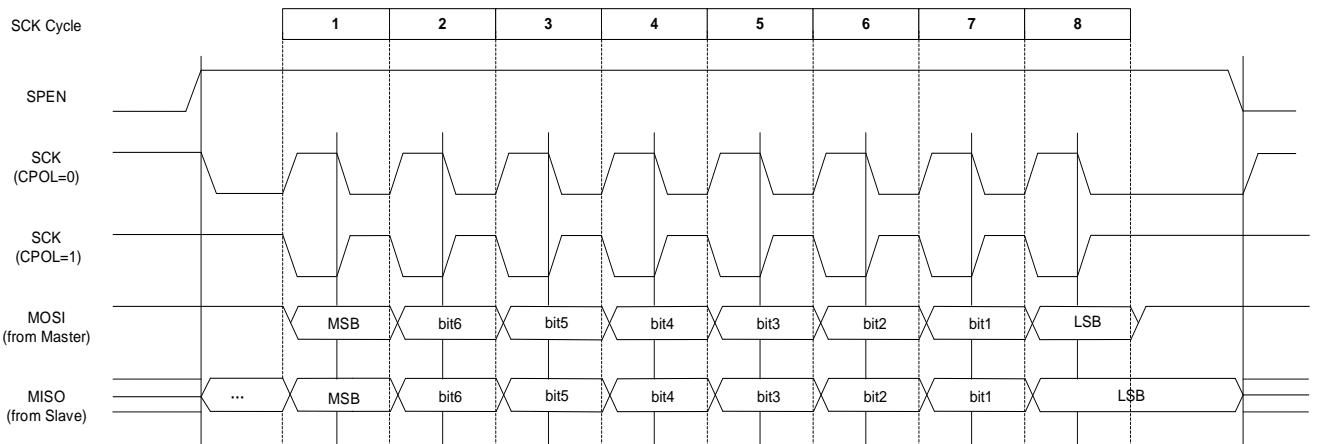 SCK Cycle 1 2 3 4 5 6 7 8
SPEN
SCK
(CPOL=0)
SCK
(CPOL=1)
MOSI
(from Master)
MSB bit6 bit5 bit4 bit3 bit2 bit1 LSB
MISO
(from Slave)
... MSB bit6 bit5 bit4 bit3 bit2 bit1 LSB